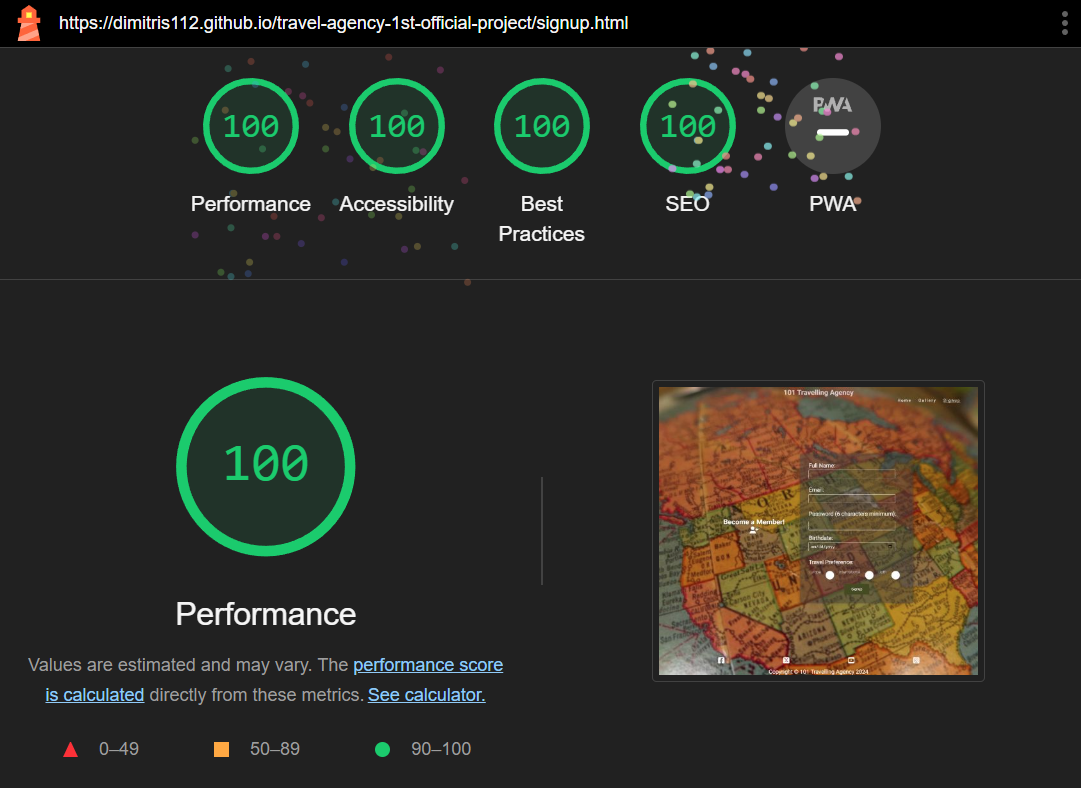 https://dimitris112.github.io/travel-agency-1st-official-project/signup.html
100
100
100
100
PWA
Performance
Accessibility
Best
Practices
SEO
PWA
100
Performance
Values are estimated and may vary. The performance score
is calculated directly from these metrics. See calculator.
0–49
50–89
90–100
101 Travelling Agency
Home Gallery Signup
Full Name:
Email:
Password (6 characters minimum):
Become a Member!
Birthdate:
Travel Preference:
Copyright © 101 Travelling Agency 2024